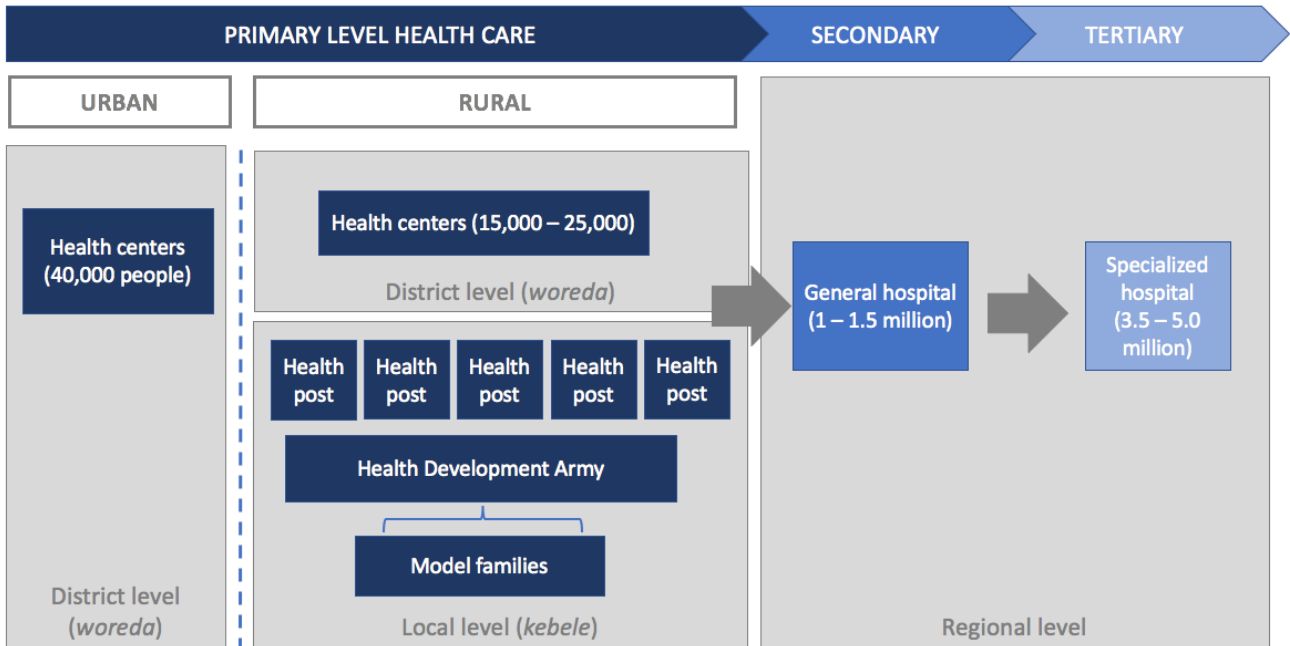 PRIMARY LEVEL HEALTH CARE
SECONDARY
TERTIARY
URBAN
RURAL
Health centers
(40,000 people)
District level
(woreda)
Health centers (15,000 – 25,000)
District level (woreda)
Health
post
Health
post
Health
post
Health
post
Health
post
Health Development Army
Model families
Local level (kebele)
General hospital
(1 – 1.5 million)
Specialized
hospital
(3.5 – 5.0
million)
Regional level